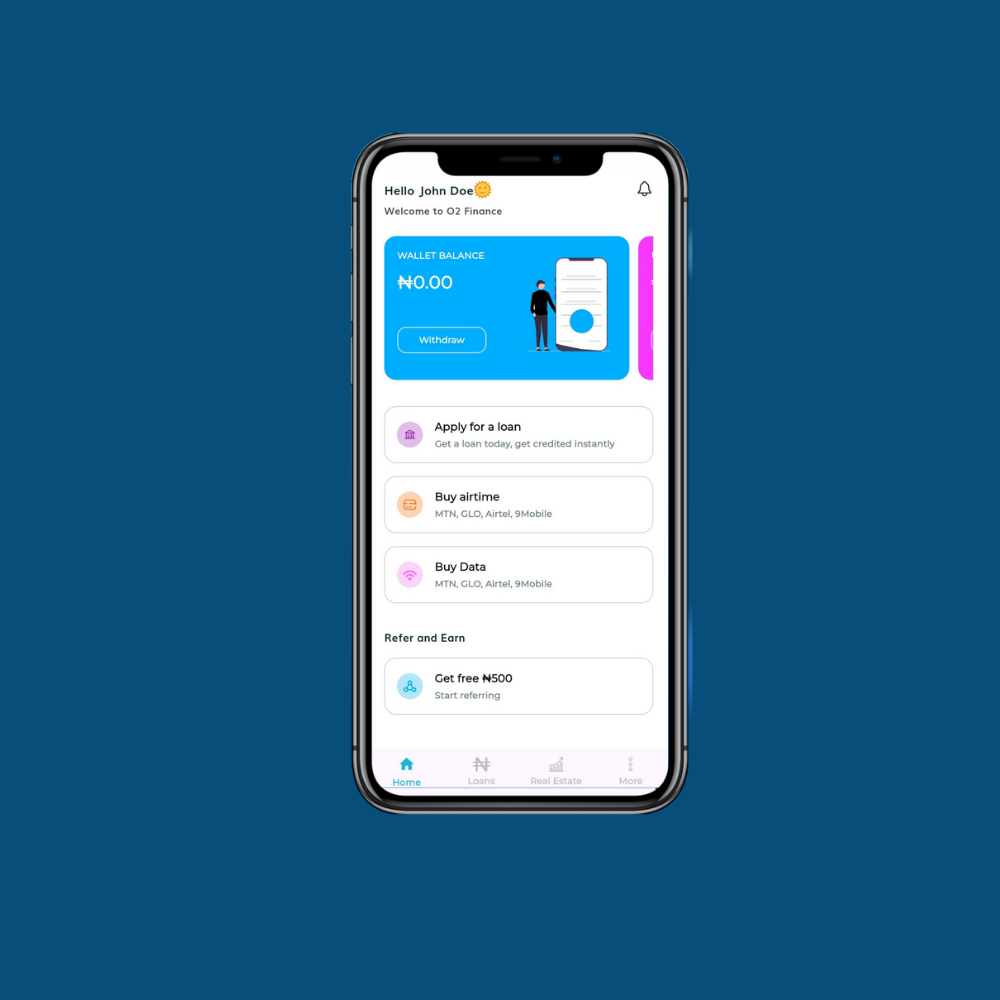 Hello John Doe🌞
Welcome to O2 Finance
WALLET BALANCE
₦0.00
Withdraw
Apply for a loan
Get a loan today, get credited instantly
Buy airtime
MTN, GLO, Airtel, 9Mobile
Buy Data
MTN, GLO, Airtel, 9Mobile
Refer and Earn
Get free ₦500
Start referring
Home
Loans
Real Estate
More